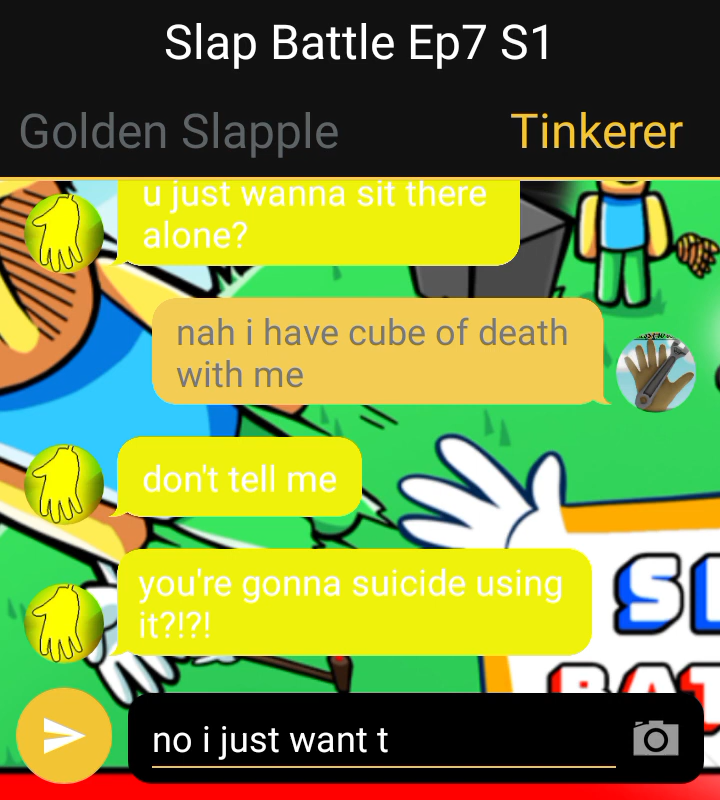 Slap Battle Ep7 S1
Golden Slapple
Tinkerer
u just wanna sit there
alone?
nah i have cube of death
with me
don't tell me
you're gonna suicide using
it?!?!
no i just want t